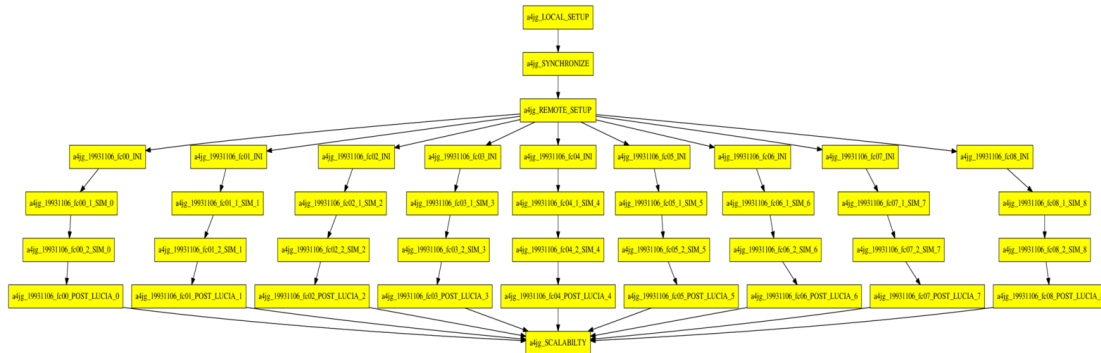 a4jg_LOCAL_SETUP
a4jg_SYNCHRONIZE
a4jg_REMOTE_SETUP
a4jg_19931106_fc00_INI a4jg_19931106_fc01_INI a4jg_19931106_fc02_INI a4jg_19931106_fc03_INI a4jg_19931106_fc04_INI a4jg_19931106_fc05_INI a4jg_19931106_fc06_INI a4jg_19931106_fc07_INI a4jg_19931106_fc08_INI
a4jg_19931106_fc00_1_SIM_0 a4jg_19931106_fc01_1_SIM_1 a4jg_19931106_fc02_1_SIM_2 a4jg_19931106_fc03_1_SIM_3 a4jg_19931106_fc04_1_SIM_4 a4jg_19931106_fc05_1_SIM_5 a4jg_19931106_fc06_1_SIM_6 a4jg_19931106_fc07_1_SIM_7 a4jg_19931106_fc08_1_SIM_8
a4jg_19931106_fc00_2_SIM_0 a4jg_19931106_fc01_2_SIM_1 a4jg_19931106_fc02_2_SIM_2 a4jg_19931106_fc03_2_SIM_3 a4jg_19931106_fc04_2_SIM_4 a4jg_19931106_fc05_2_SIM_5 a4jg_19931106_fc06_2_SIM_6 a4jg_19931106_fc07_2_SIM_7 a4jg_19931106_fc08_2_SIM_8
a4jg_19931106_fc00_POST_LUCIA_0 a4jg_19931106_fc01_POST_LUCIA_1 a4jg_19931106_fc02_POST_LUCIA_2 a4jg_19931106_fc03_POST_LUCIA_3 a4jg_19931106_fc04_POST_LUCIA_4 a4jg_19931106_fc05_POST_LUCIA_5 a4jg_19931106_fc06_POST_LUCIA_6 a4jg_19931106_fc07_POST_LUCIA_7 a4jg_19931106_fc08_POST_LUCIA_
a4jg_SCALABILTY